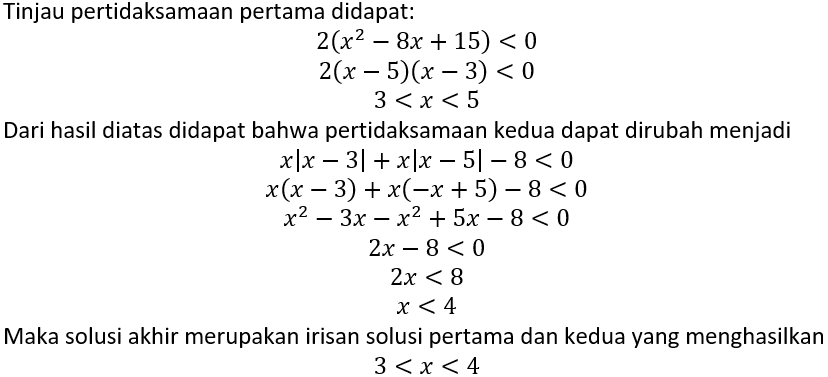 Tinjau pertidaksamaan pertama didapat:
2(x² − 8x + 15) < 0
2(x − 5)(x − 3) < 0
3 < x < 5
Dari hasil diatas didapat bahwa pertidaksamaan kedua dapat dirubah menjadi
x|x − 3| + x|x − 5| − 8 < 0
x(x − 3) + x(−x + 5) − 8 < 0
x² − 3x − x² + 5x − 8 < 0
2x − 8 < 0
2x < 8
x < 4
Maka solusi akhir merupakan irisan solusi pertama dan kedua yang menghasilkan
3 < x < 4